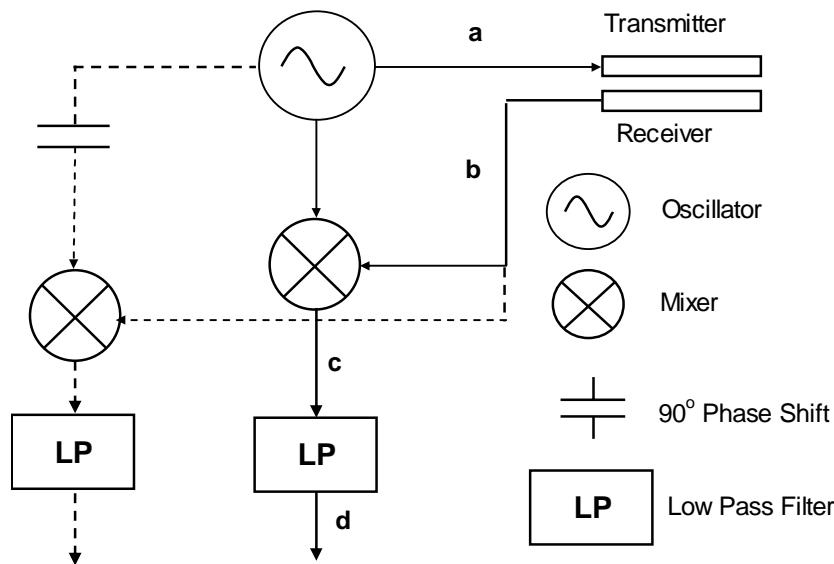 a
Transmitter
Receiver
b
Oscillator
Mixer
c
90° Phase Shift
LP
LP
LP
Low Pass Filter
d